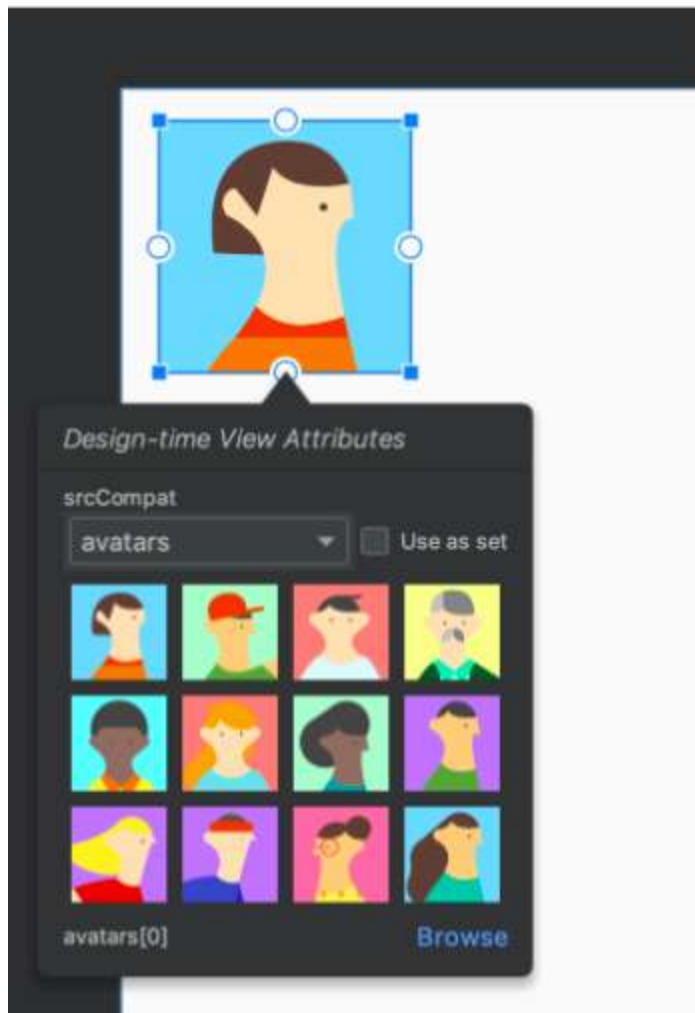 Design-time View Attributes
srcCompat
avatars
Use as set
avatars[0]
Browse